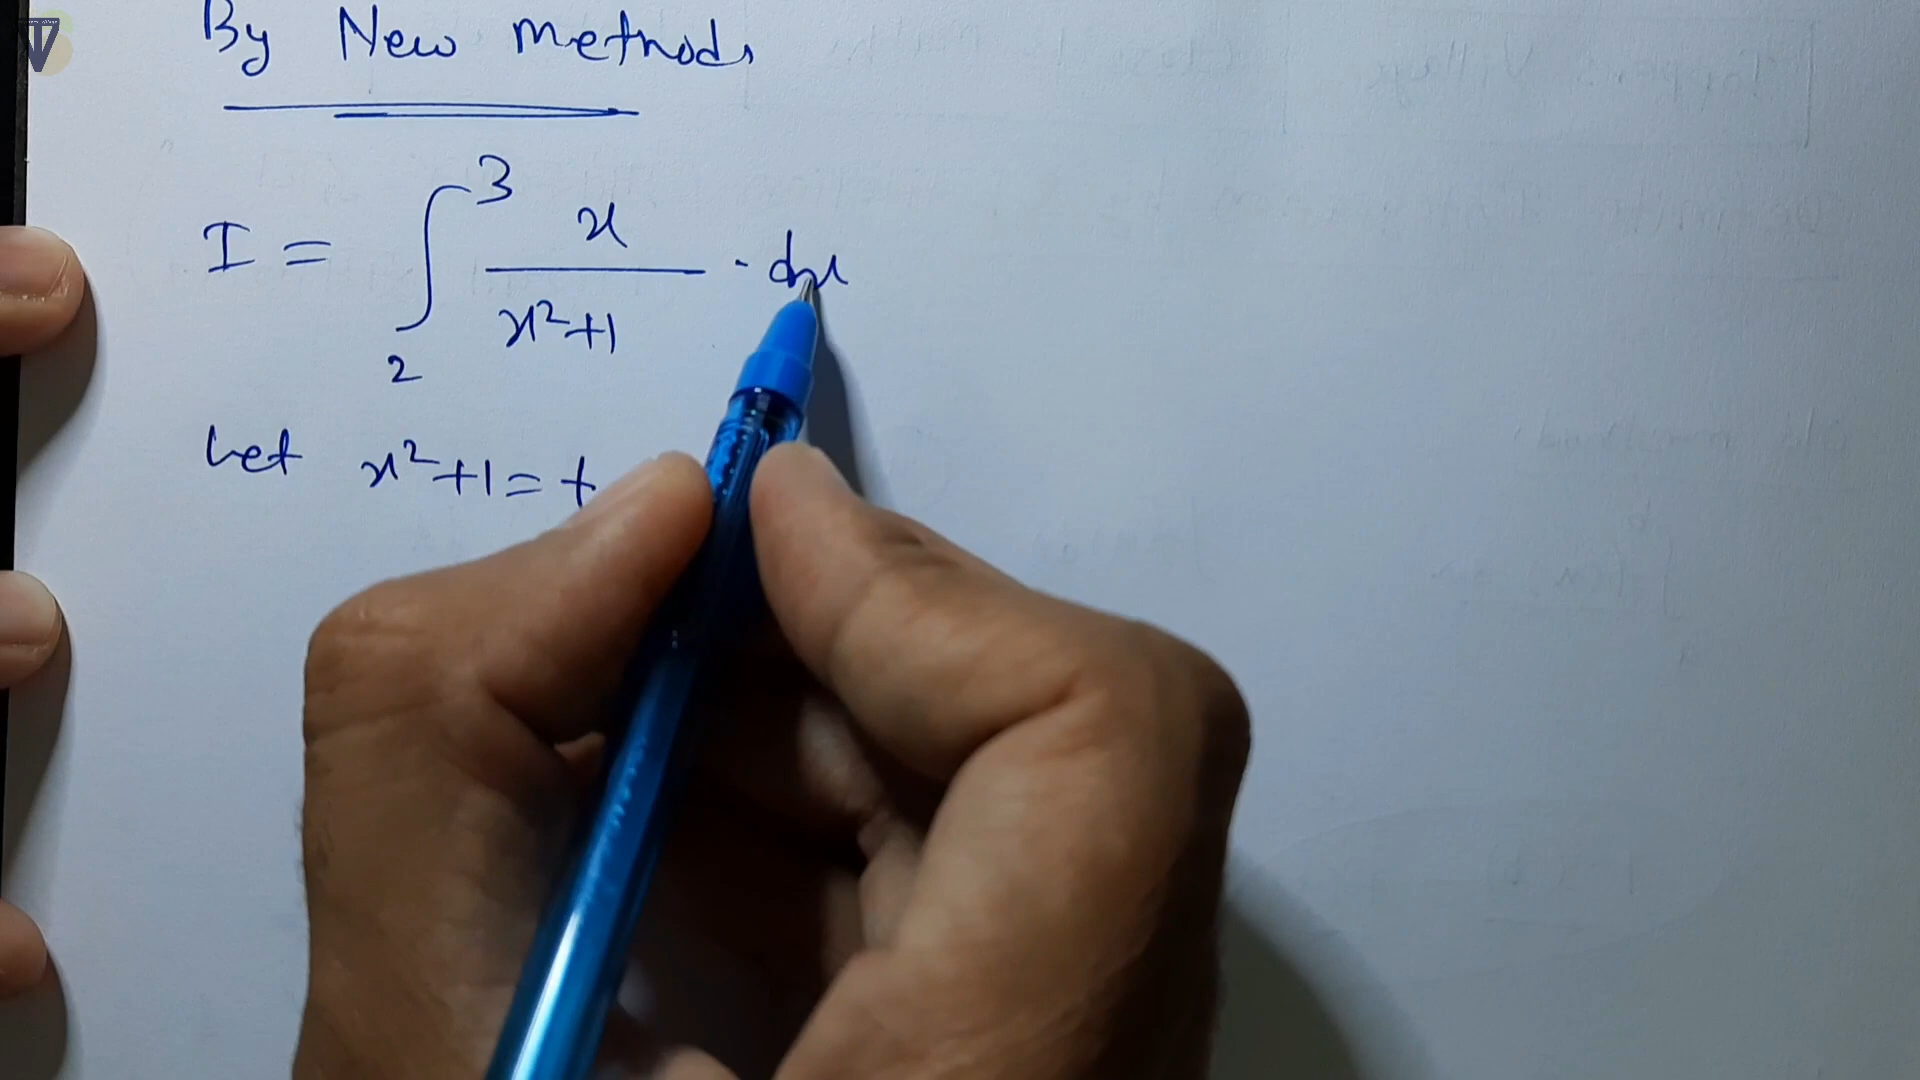 By New methods
I = ∫₂³ x / (x²+1) · dx
Let x²+1 = t